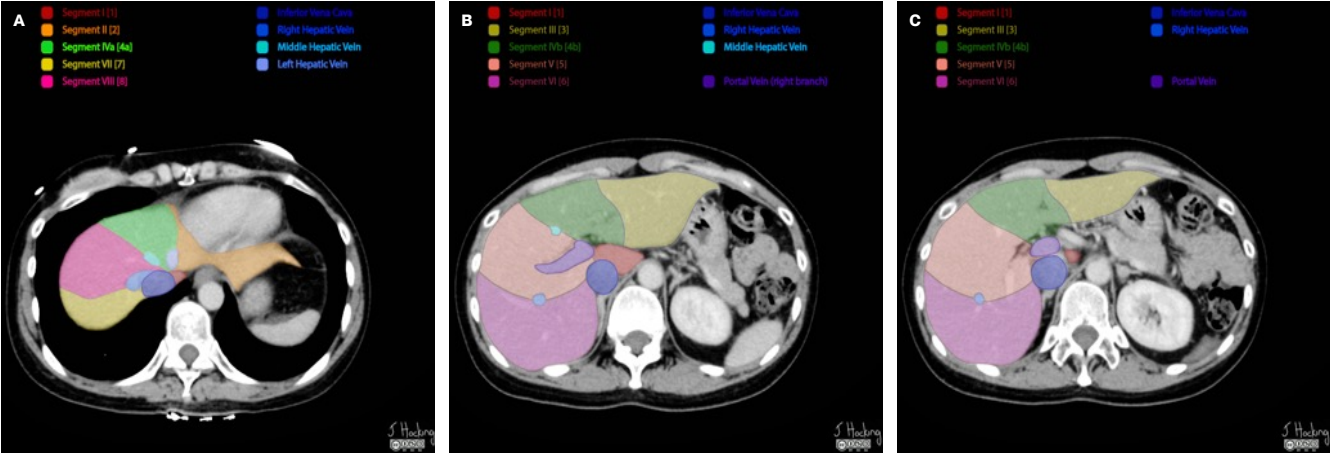 A
Segment I [1]
Segment II [2]
Segment IVa [4a]
Segment VII [7]
Segment VIII [8]
Inferior Vena Cava
Right Hepatic Vein
Middle Hepatic Vein
Left Hepatic Vein
J Hocking
B
Segment I [1]
Segment III [3]
Segment IVb [4b]
Segment V [5]
Segment VI [6]
Inferior Vena Cava
Right Hepatic Vein
Middle Hepatic Vein
Portal Vein (right branch)
J Hocking
C
Segment I [1]
Segment III [3]
Segment IVb [4b]
Segment V [5]
Segment VI [6]
Inferior Vena Cava
Right Hepatic Vein
Portal Vein
J Hocking